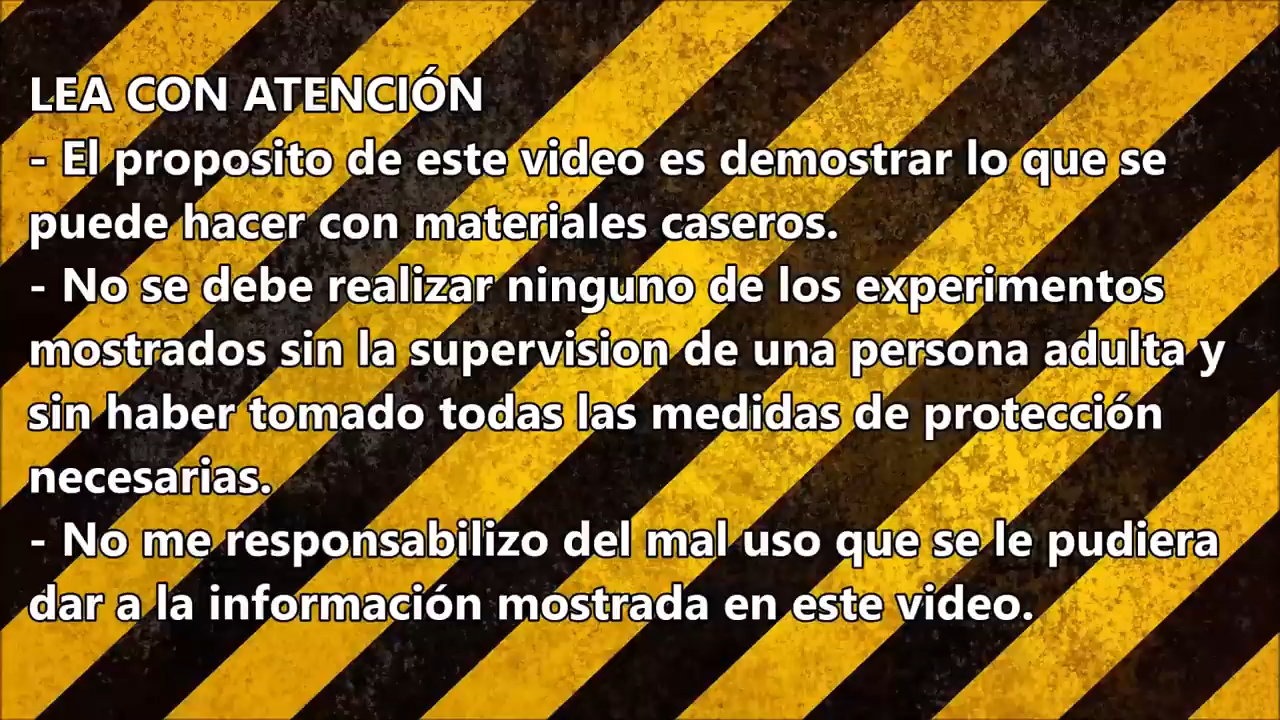 LEA CON ATENCIÓN
- El proposito de este video es demostrar lo que se
puede hacer con materiales caseros.
- No se debe realizar ninguno de los experimentos
mostrados sin la supervision de una persona adulta y
sin haber tomado todas las medidas de protección
necesarias.
- No me responsabilizo del mal uso que se le pudiera
dar a la información mostrada en este video.